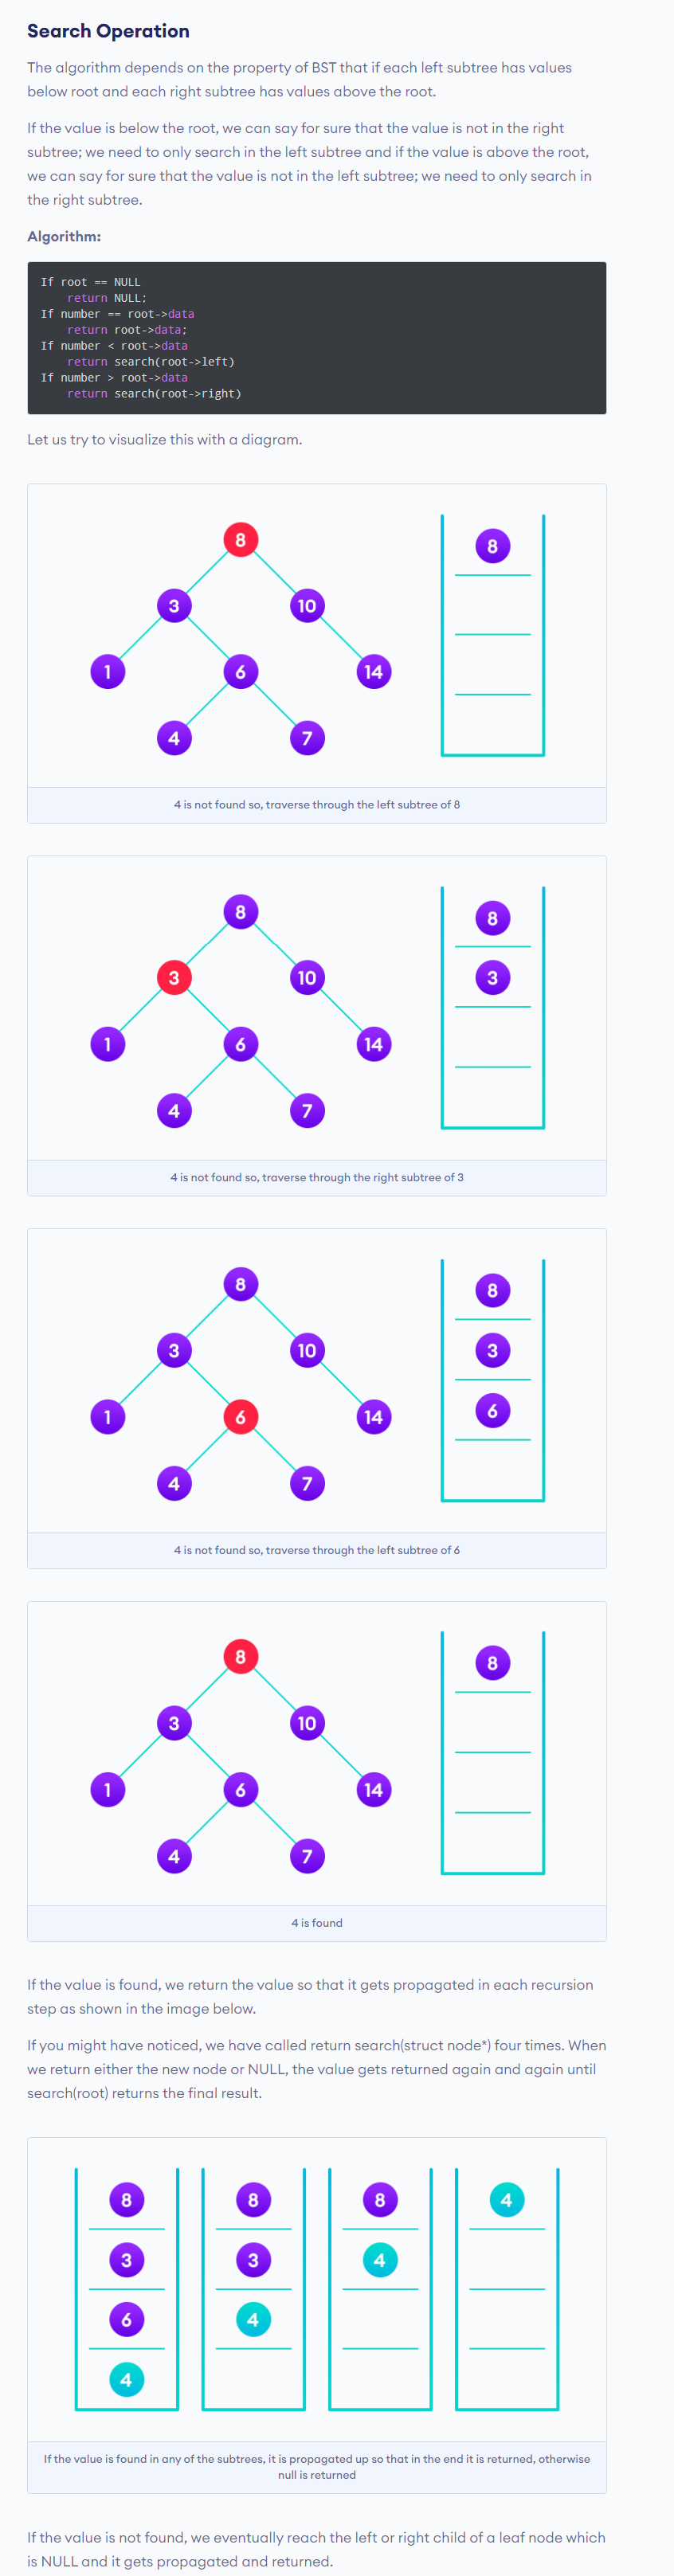 Search Operation
The algorithm depends on the property of BST that if each left subtree has values
below root and each right subtree has values above the root.
If the value is below the root, we can say for sure that the value is not in the right
subtree; we need to only search in the left subtree and if the value is above the root,
we can say for sure that the value is not in the left subtree; we need to only search in
the right subtree.
Algorithm:
If root == NULL
    return NULL;
If number == root->data
    return root->data;
If number < root->data
    return search(root->left)
If number > root->data
    return search(root->right)
Let us try to visualize this with a diagram.
8 8
3 10
1 6 14
4 7
4 is not found so, traverse through the left subtree of 8
8 8
3 10 3
1 6 14
4 7
4 is not found so, traverse through the right subtree of 3
8 8
3 10 3
1 6 14 6
4 7
4 is not found so, traverse through the left subtree of 6
8 8
3 10
1 6 14
4 7
4 is found
If the value is found, we return the value so that it gets propagated in each recursion
step as shown in the image below.
If you might have noticed, we have called return search(struct node*) four times. When
we return either the new node or NULL, the value gets returned again and again until
search(root) returns the final result.
8 8 8 4
3 3 4
6 4
4
If the value is found in any of the subtrees, it is propagated up so that in the end it is returned, otherwise
null is returned
If the value is not found, we eventually reach the left or right child of a leaf node which
is NULL and it gets propagated and returned.